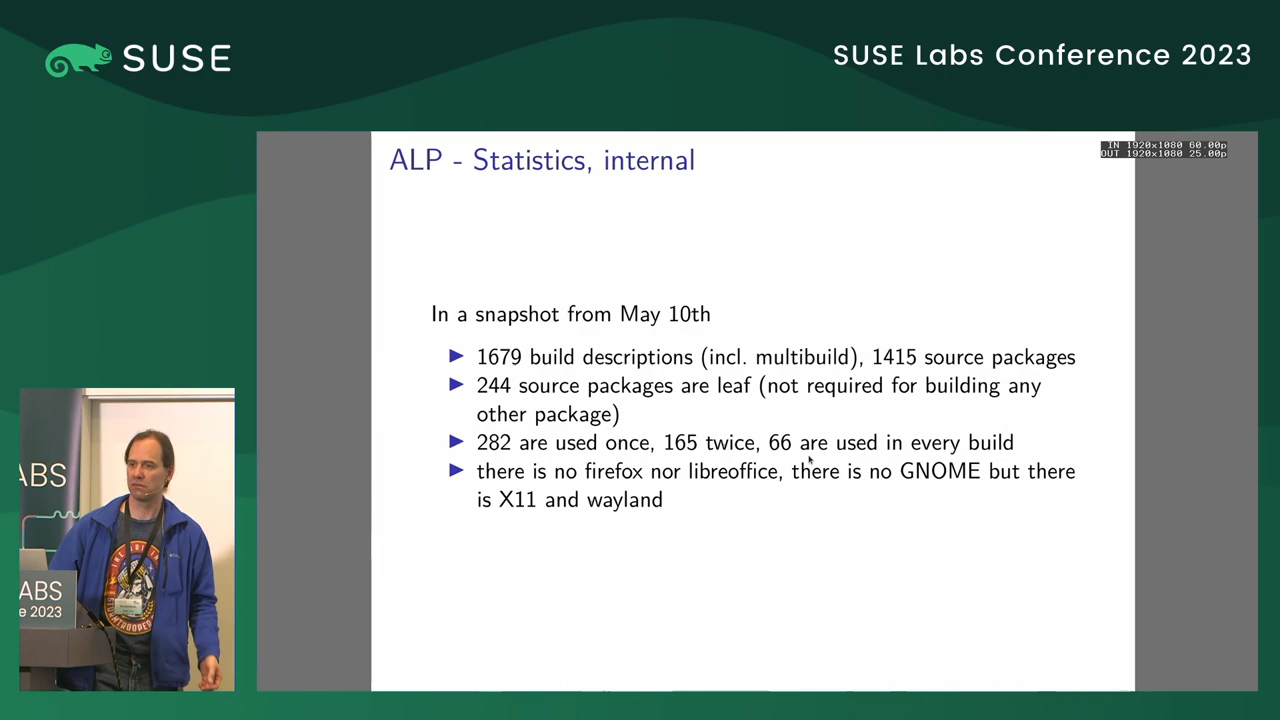 SUSE
SUSE Labs Conference 2023
ALP - Statistics, internal
IN 1920x1080 60.00p
OUT 1920x1080 25.00p
In a snapshot from May 10th
1679 build descriptions (incl. multibuild), 1415 source packages
244 source packages are leaf (not required for building any
other package)
282 are used once, 165 twice, 66 are used in every build
there is no firefox nor libreoffice, there is no GNOME but there
is X11 and wayland
ABS
ABS
e 2023